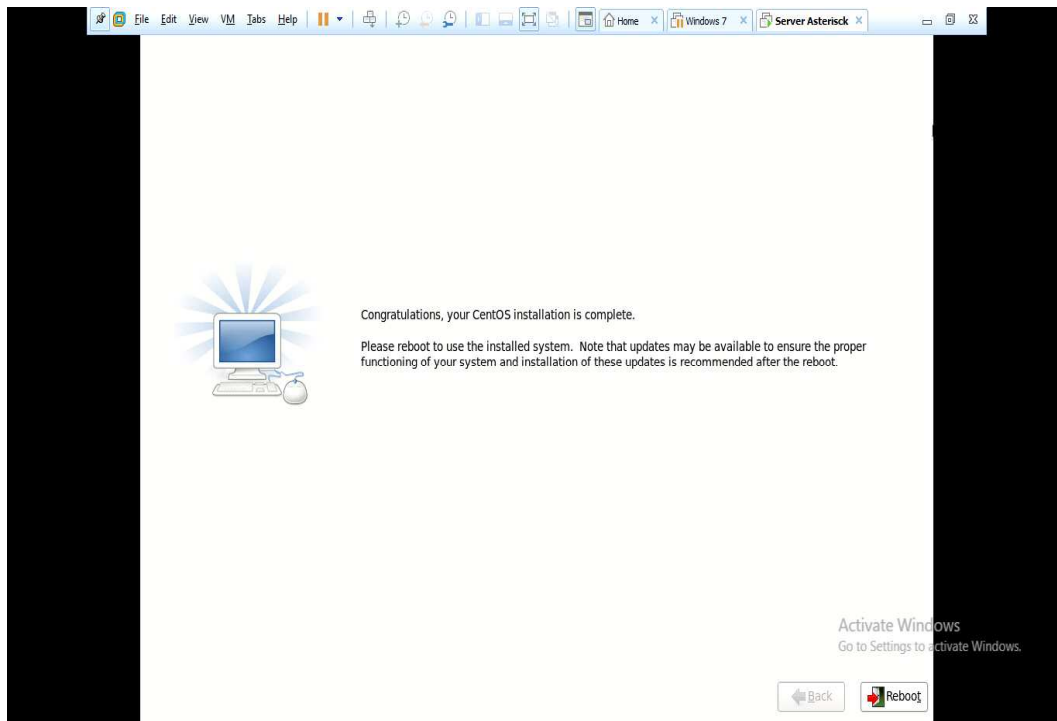 File Edit View VM Tabs Help Home Windows 7 Server Asterisck
Congratulations, your CentOS installation is complete.
Please reboot to use the installed system. Note that updates may be available to ensure the proper
functioning of your system and installation of these updates is recommended after the reboot.
Activate Windows
Go to Settings to activate Windows.
Back Reboot